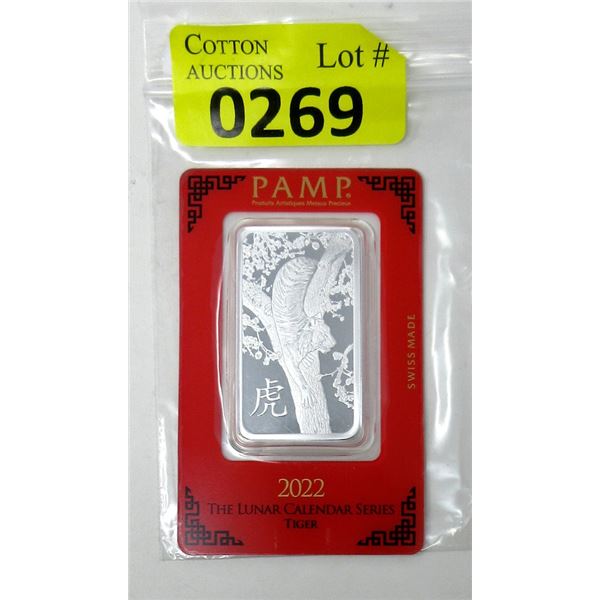 COTTON
AUCTIONS
Lot #
0269
PAMP
Produits Artistiques Métaux Précieux
SWISS MADE
虎
2022
THE LUNAR CALENDAR SERIES
TIGER